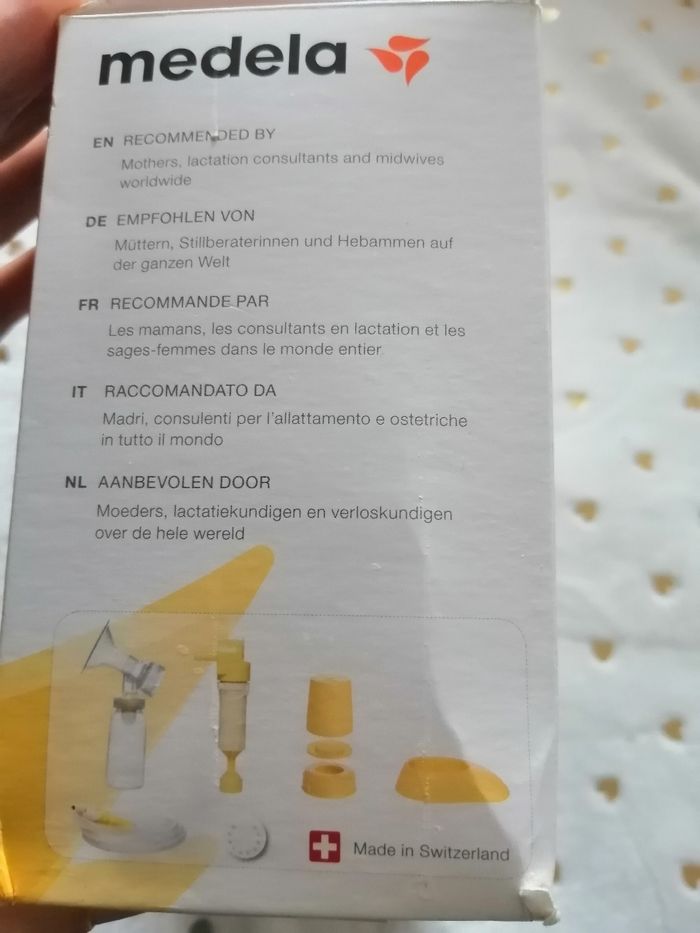 medela
EN RECOMMENDED BY
Mothers, lactation consultants and midwives
worldwide
DE EMPFOHLEN VON
Müttern, Stillberaterinnen und Hebammen auf
der ganzen Welt
FR RECOMMANDE PAR
Les mamans, les consultants en lactation et les
sages-femmes dans le monde entier
IT RACCOMANDATO DA
Madri, consulenti per l'allattamento e ostetriche
in tutto il mondo
NL AANBEVOLEN DOOR
Moeders, lactatiekundigen en verloskundigen
over de hele wereld
Made in Switzerland